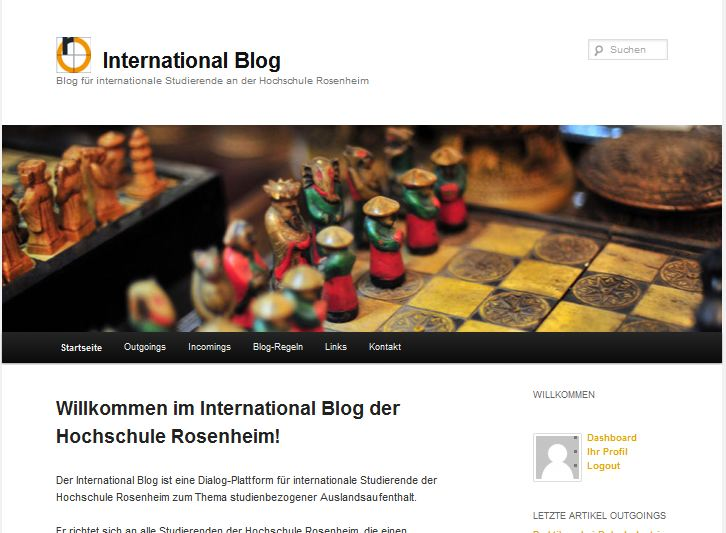 r
International Blog
Blog für internationale Studierende an der Hochschule Rosenheim
Suchen
Startseite Outgoings Incomings Blog-Regeln Links Kontakt
Willkommen im International Blog der
Hochschule Rosenheim!
Der International Blog ist eine Dialog-Plattform für internationale Studierende der
Hochschule Rosenheim zum Thema studienbezogener Auslandsaufenthalt.
Er richtet sich an alle Studierenden der Hochschule Rosenheim, die einen
WILLKOMMEN
Dashboard
Ihr Profil
Logout
LETZTE ARTIKEL OUTGOINGS